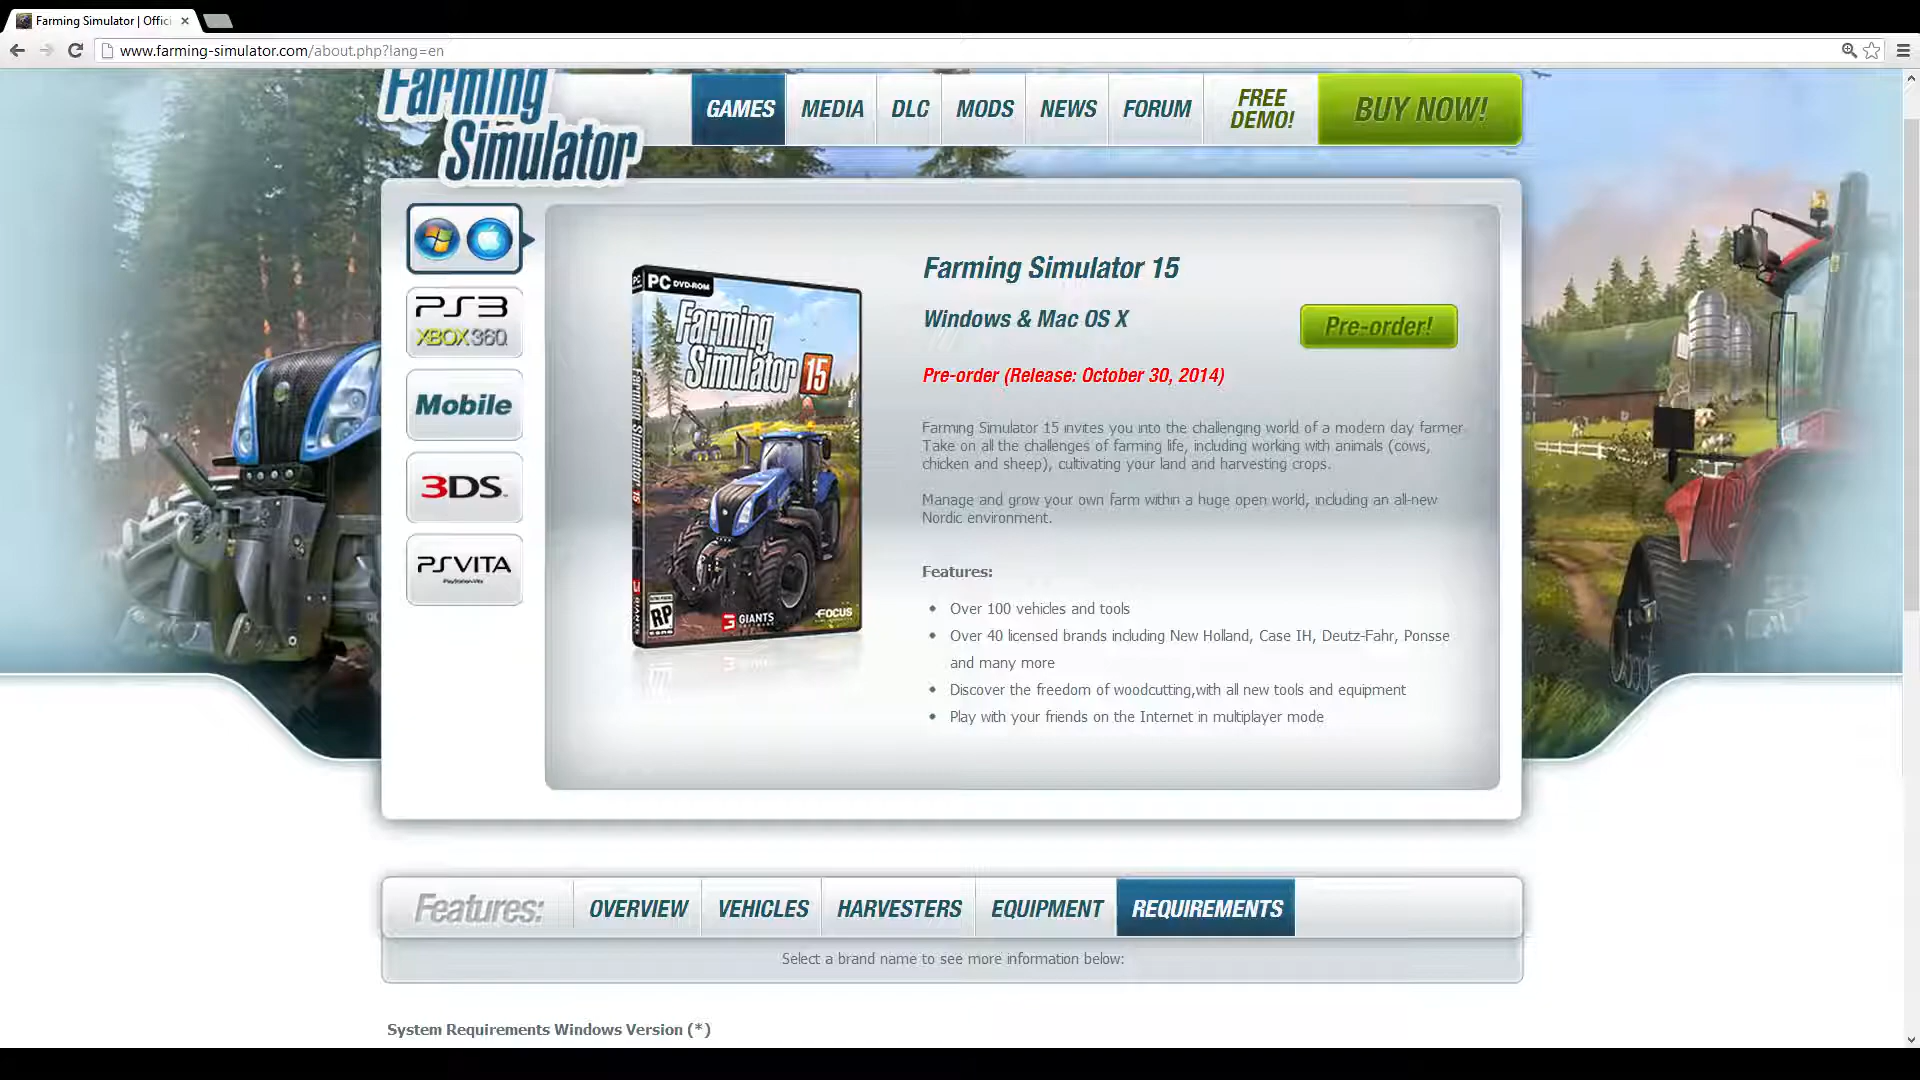 Farming Simulator | Offici
www.farming-simulator.com/about.php?lang=en
Farming
Simulator
GAMES
MEDIA
DLC
MODS
NEWS
FORUM
FREE
DEMO!
BUY NOW!
PS3
XBOX 360
Mobile
3DS
PSVITA
PlayStation Vita
PC DVD-ROM
Farming
Simulator 15
Farming Simulator 15
RP
GIANTS
FOCUS
Farming Simulator 15
Windows & Mac OS X
Pre-order!
Pre-order (Release: October 30, 2014)
Farming Simulator 15 invites you into the challenging world of a modern day farmer
Take on all the challenges of farming life, including working with animals (cows,
chicken and sheep), cultivating your land and harvesting crops.
Manage and grow your own farm within a huge open world, including an all-new
Nordic environment.
Features:
Over 100 vehicles and tools
Over 40 licensed brands including New Holland, Case IH, Deutz-Fahr, Ponsse
and many more
Discover the freedom of woodcutting,with all new tools and equipment
Play with your friends on the Internet in multiplayer mode
Features:
OVERVIEW
VEHICLES
HARVESTERS
EQUIPMENT
REQUIREMENTS
Select a brand name to see more information below:
System Requirements Windows Version (*)